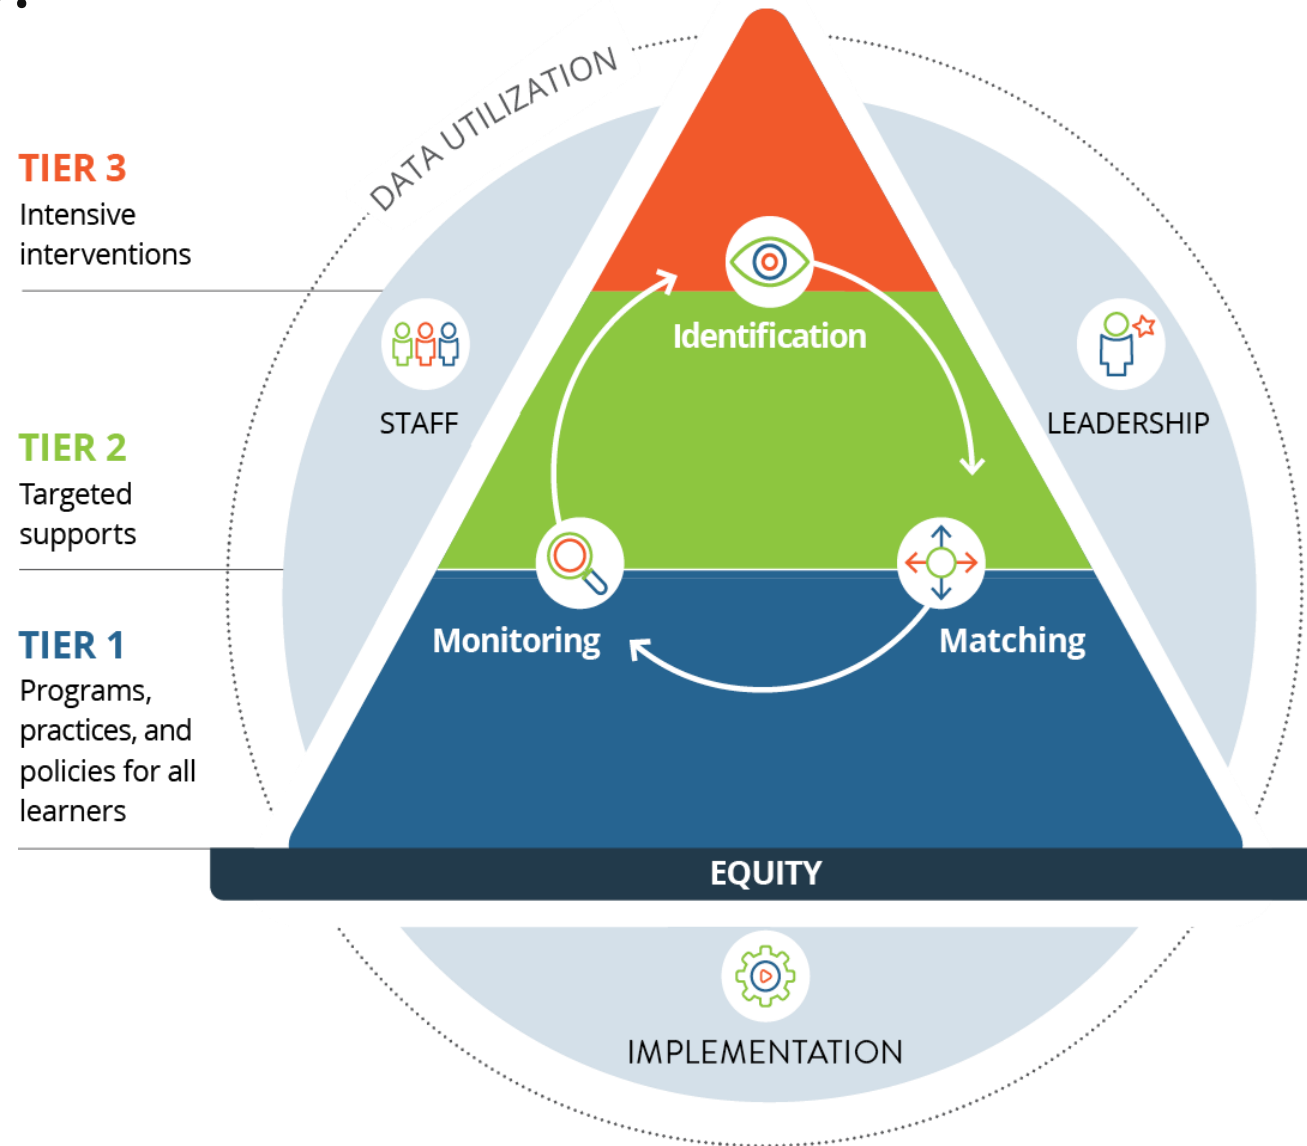 DATA UTILIZATION
TIER 3
Intensive
interventions
Identification
STAFF
LEADERSHIP
TIER 2
Targeted
supports
TIER 1
Programs,
practices, and
policies for all
learners
Monitoring
Matching
EQUITY
IMPLEMENTATION